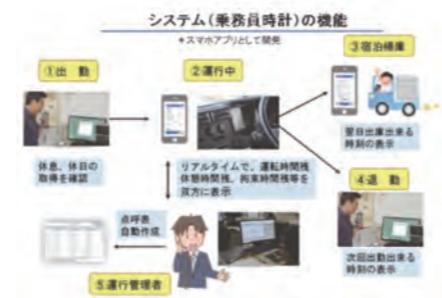 システム(乗務員時計)の機能
*スマホアプリとして開発
①出 勤
②運行中
③宿泊帰庫
休息、休日の
取得を確認
リアルタイムで、運転時間残
休憩時間残、拘束時間残等を
双方に表示
翌日出庫出来る
時刻の表示
④退 勤
点呼表
自動作成
次回出勤出来る
時刻の表示
⑤運行管理者